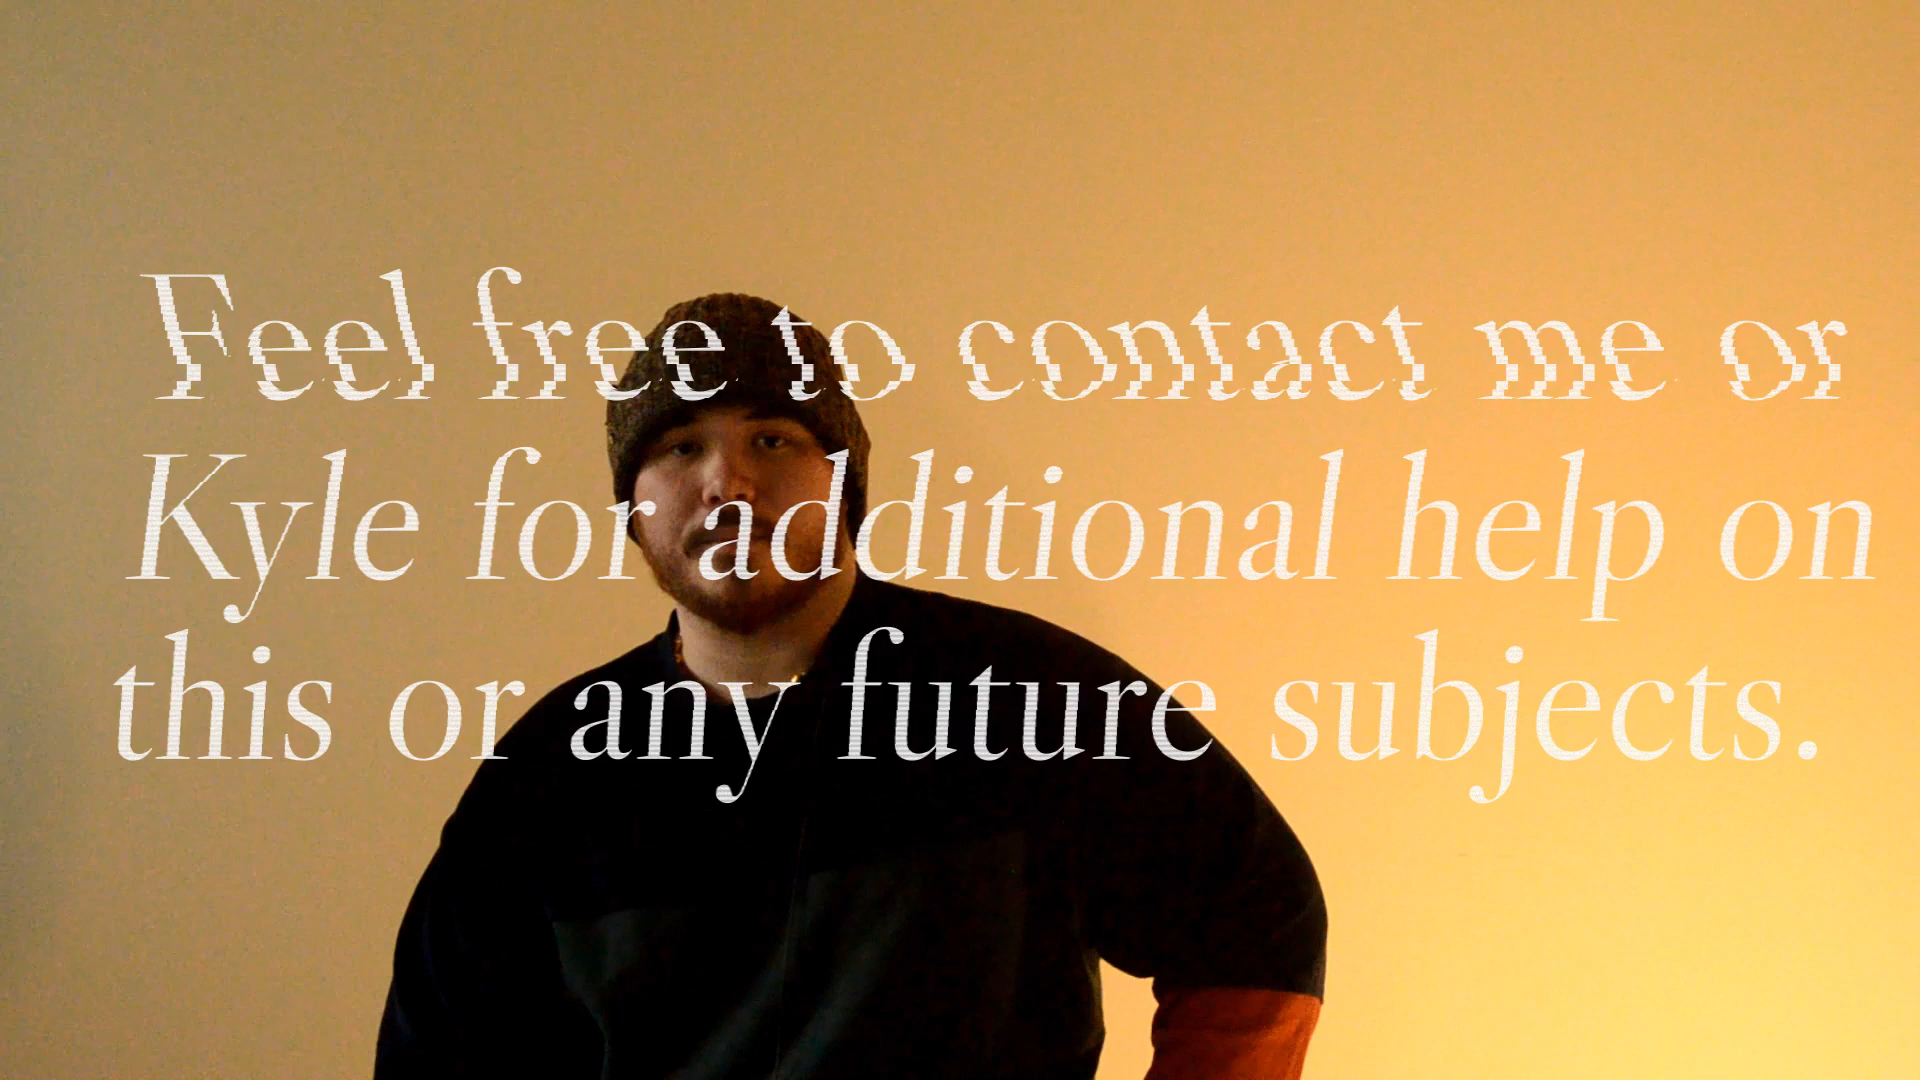 Feel free to contact me or
Kyle for additional help on
this or any future subjects.